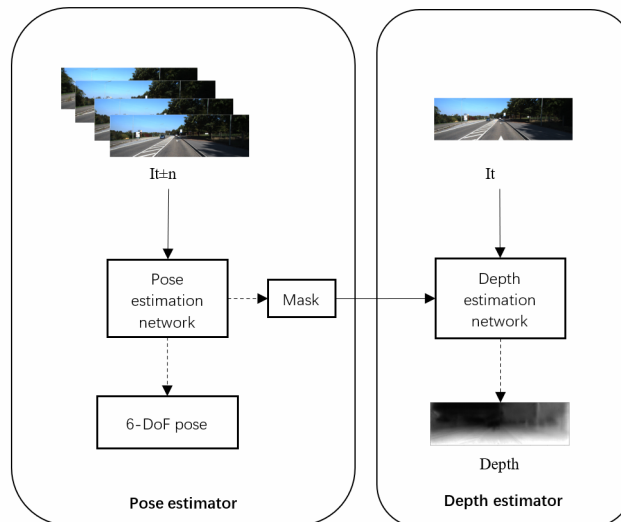 It±n
It
Pose
estimation
network
Mask
Depth
estimation
network
6-DoF pose
Depth
Pose estimator
Depth estimator